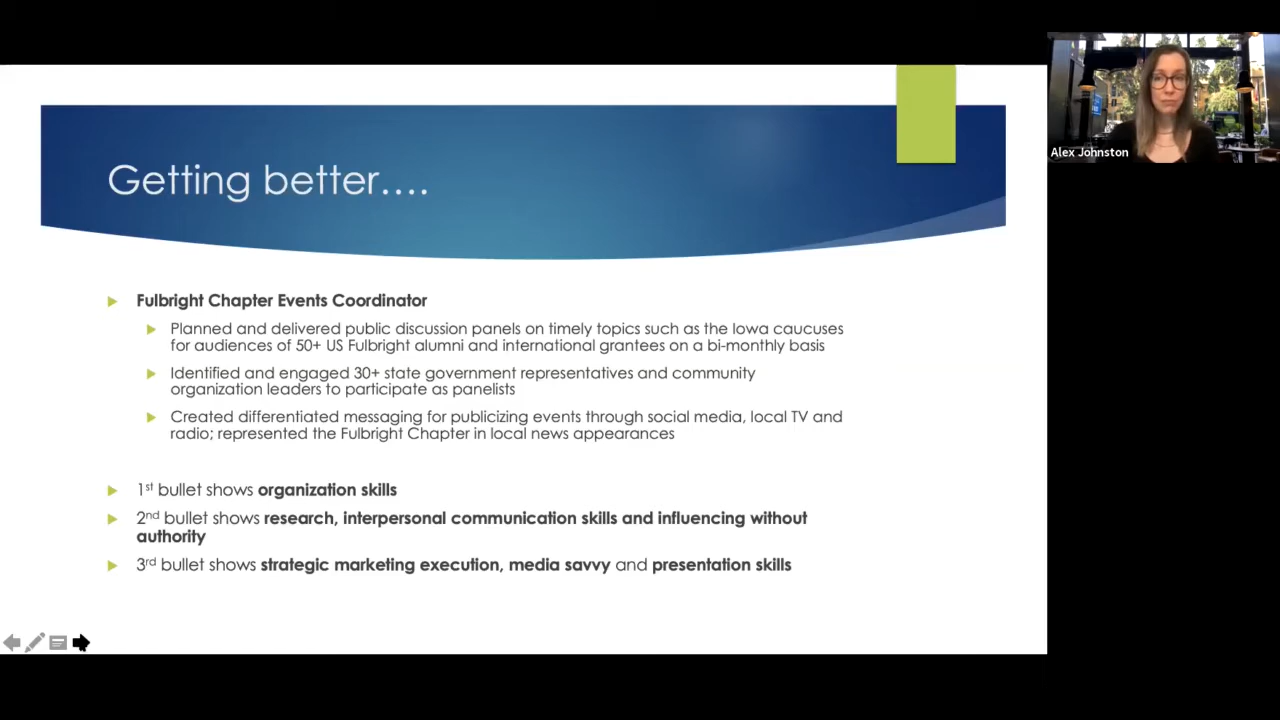 Getting better....
Fulbright Chapter Events Coordinator
Planned and delivered public discussion panels on timely topics such as the Iowa caucuses
for audiences of 50+ US Fulbright alumni and international grantees on a bi-monthly basis
Identified and engaged 30+ state government representatives and community
organization leaders to participate as panelists
Created differentiated messaging for publicizing events through social media, local TV and
radio; represented the Fulbright Chapter in local news appearances
1st bullet shows organization skills
2nd bullet shows research, interpersonal communication skills and influencing without
authority
3rd bullet shows strategic marketing execution, media savvy and presentation skills
Alex Johnston